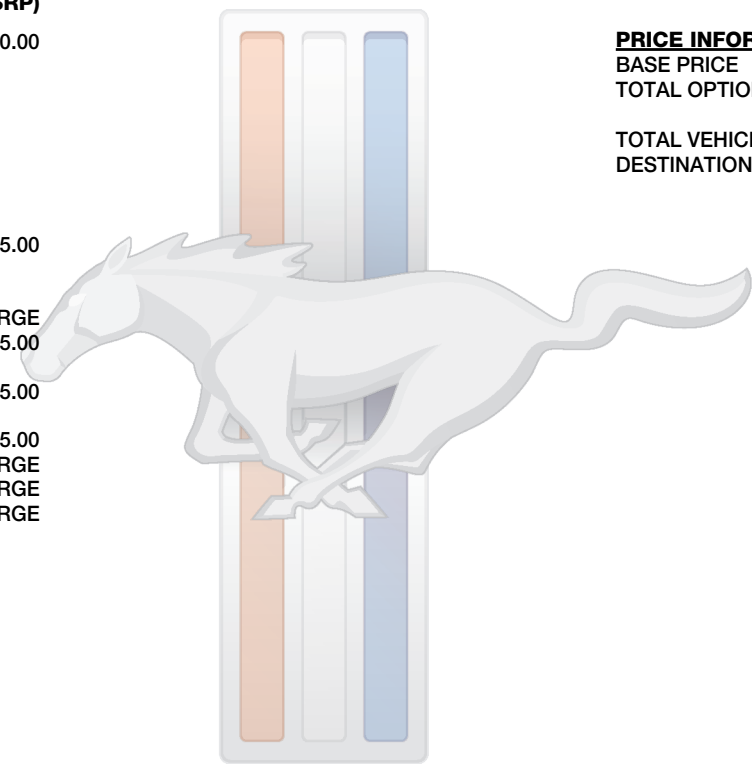 SRP)
0.00
5.00
RGE
5.00
5.00
5.00
RGE
RGE
RGE
PRICE INFOR
BASE PRICE
TOTAL OPTIO
TOTAL VEHIC
DESTINATION